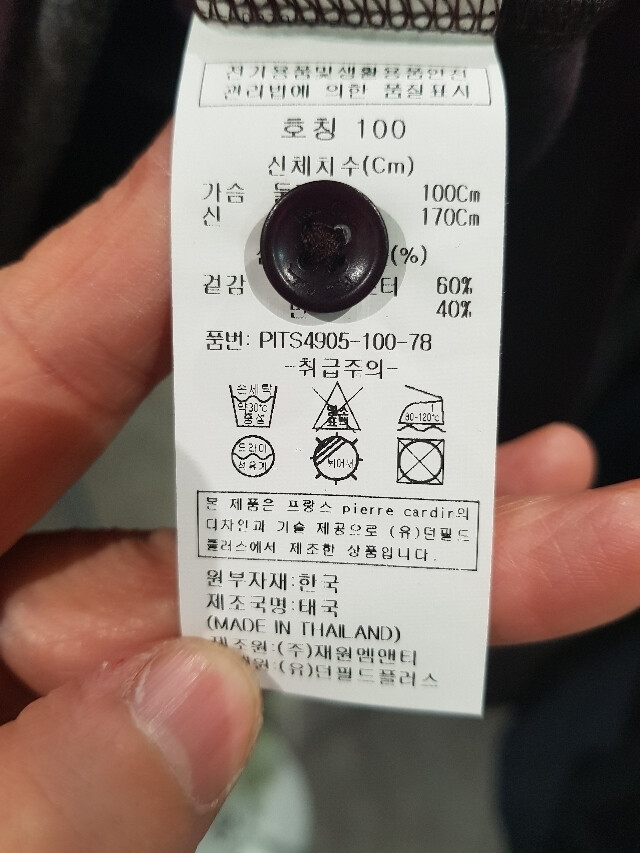 전기용품및생활용품안전
관리법에 의한 품질표시
호칭 100
신체치수(Cm)
가슴 100Cm
신 170Cm
(%)
겉감 60%
40%
품번: PITS4905-100-78
-취급주의-
손세탁
약30°C
중성
염소
표백
80-120°C
드라이
석유계
뉘어서
본 제품은 프랑스 pierre cardin의
디자인과 기술 제공으로 (유)던필드
플러스에서 제조한 상품입니다.
원부자재:한국
제조국명:태국
(MADE IN THAILAND)
제조원:(주)재원엠앤티
(유)던필드플러스